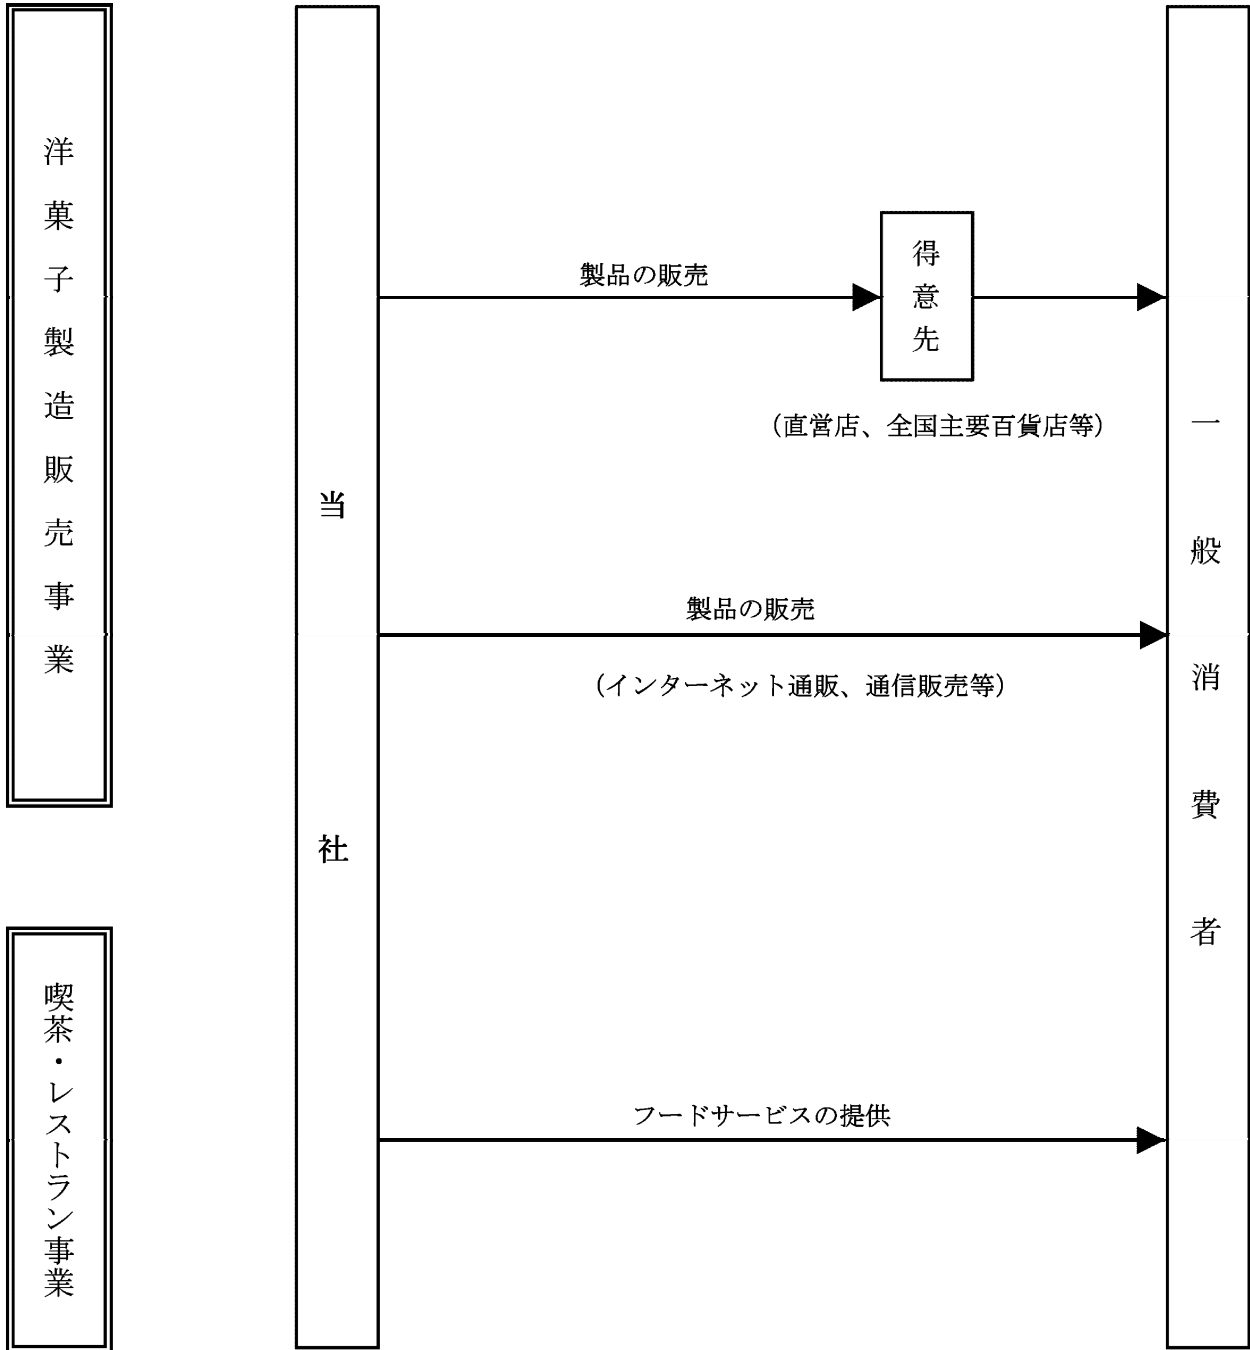 洋菓子製造販売事業
喫茶・レストラン事業
当社
製品の販売
得意先
（直営店、全国主要百貨店等）
製品の販売
（インターネット通販、通信販売等）
フードサービスの提供
一般消費者